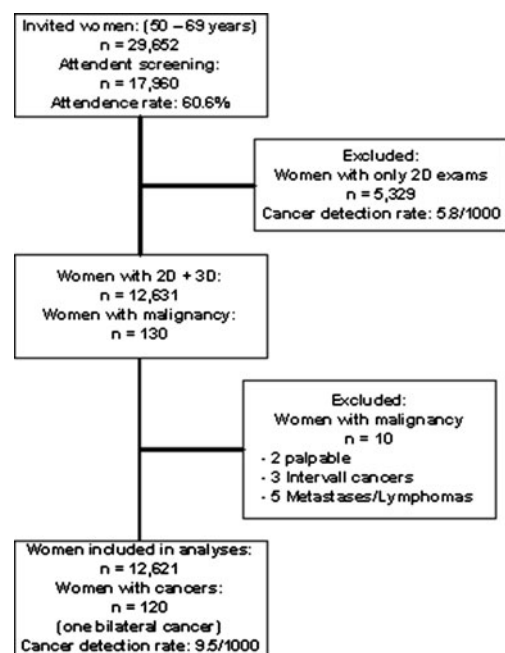 Invited women: (50 – 69 years)
n = 29,652
Attendent screening:
n = 17,960
Attendence rate: 60.6%
Excluded:
Women with only 2D exams
n = 5,329
Cancer detection rate: 5.8/1000
Women with 2D + 3D:
n = 12,631
Women with malignancy:
n = 130
Excluded:
Women with malignancy
n = 10
- 2 palpable
- 3 Intervall cancers
- 5 Metastases/Lymphomas
Women included in analyses:
n = 12,621
Women with cancers:
n = 120
(one bilateral cancer)
Cancer detection rate: 9.5/1000